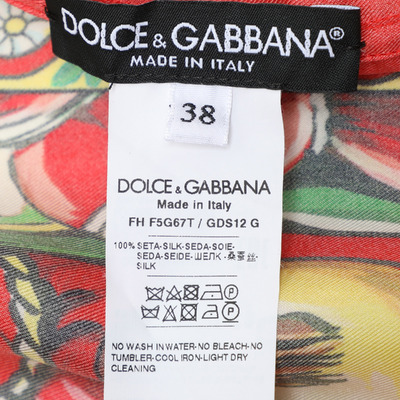 DOLCE & GABBANA®
MADE IN ITALY
38
DOLCE & GABBANA
Made in Italy
FH F5G67T / GDS12 G
100% SETA-SILK-SEDA-SOIE-
SEDA-SEIDE-ШЕЛК -桑蚕丝-
SILK
NO WASH IN WATER-NO BLEACH-NO
TUMBLER-COOL IRON-LIGHT DRY
CLEANING